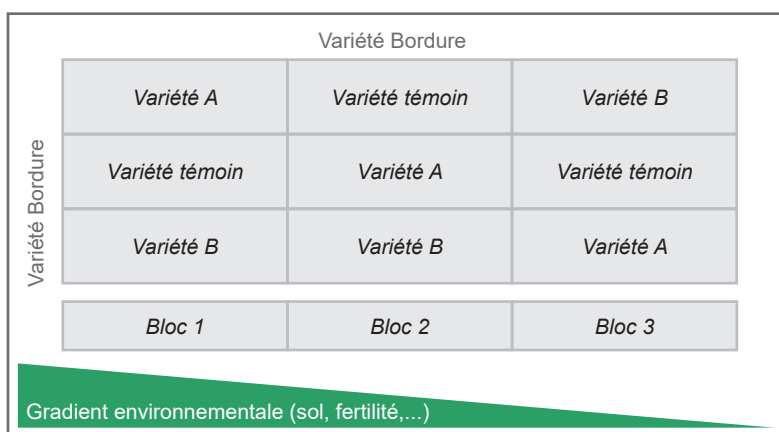 Variété Bordure
Variété Bordure
Variété A Variété témoin Variété B
Variété témoin Variété A Variété témoin
Variété B Variété B Variété A
Bloc 1 Bloc 2 Bloc 3
Gradient environnementale (sol, fertilité,...)